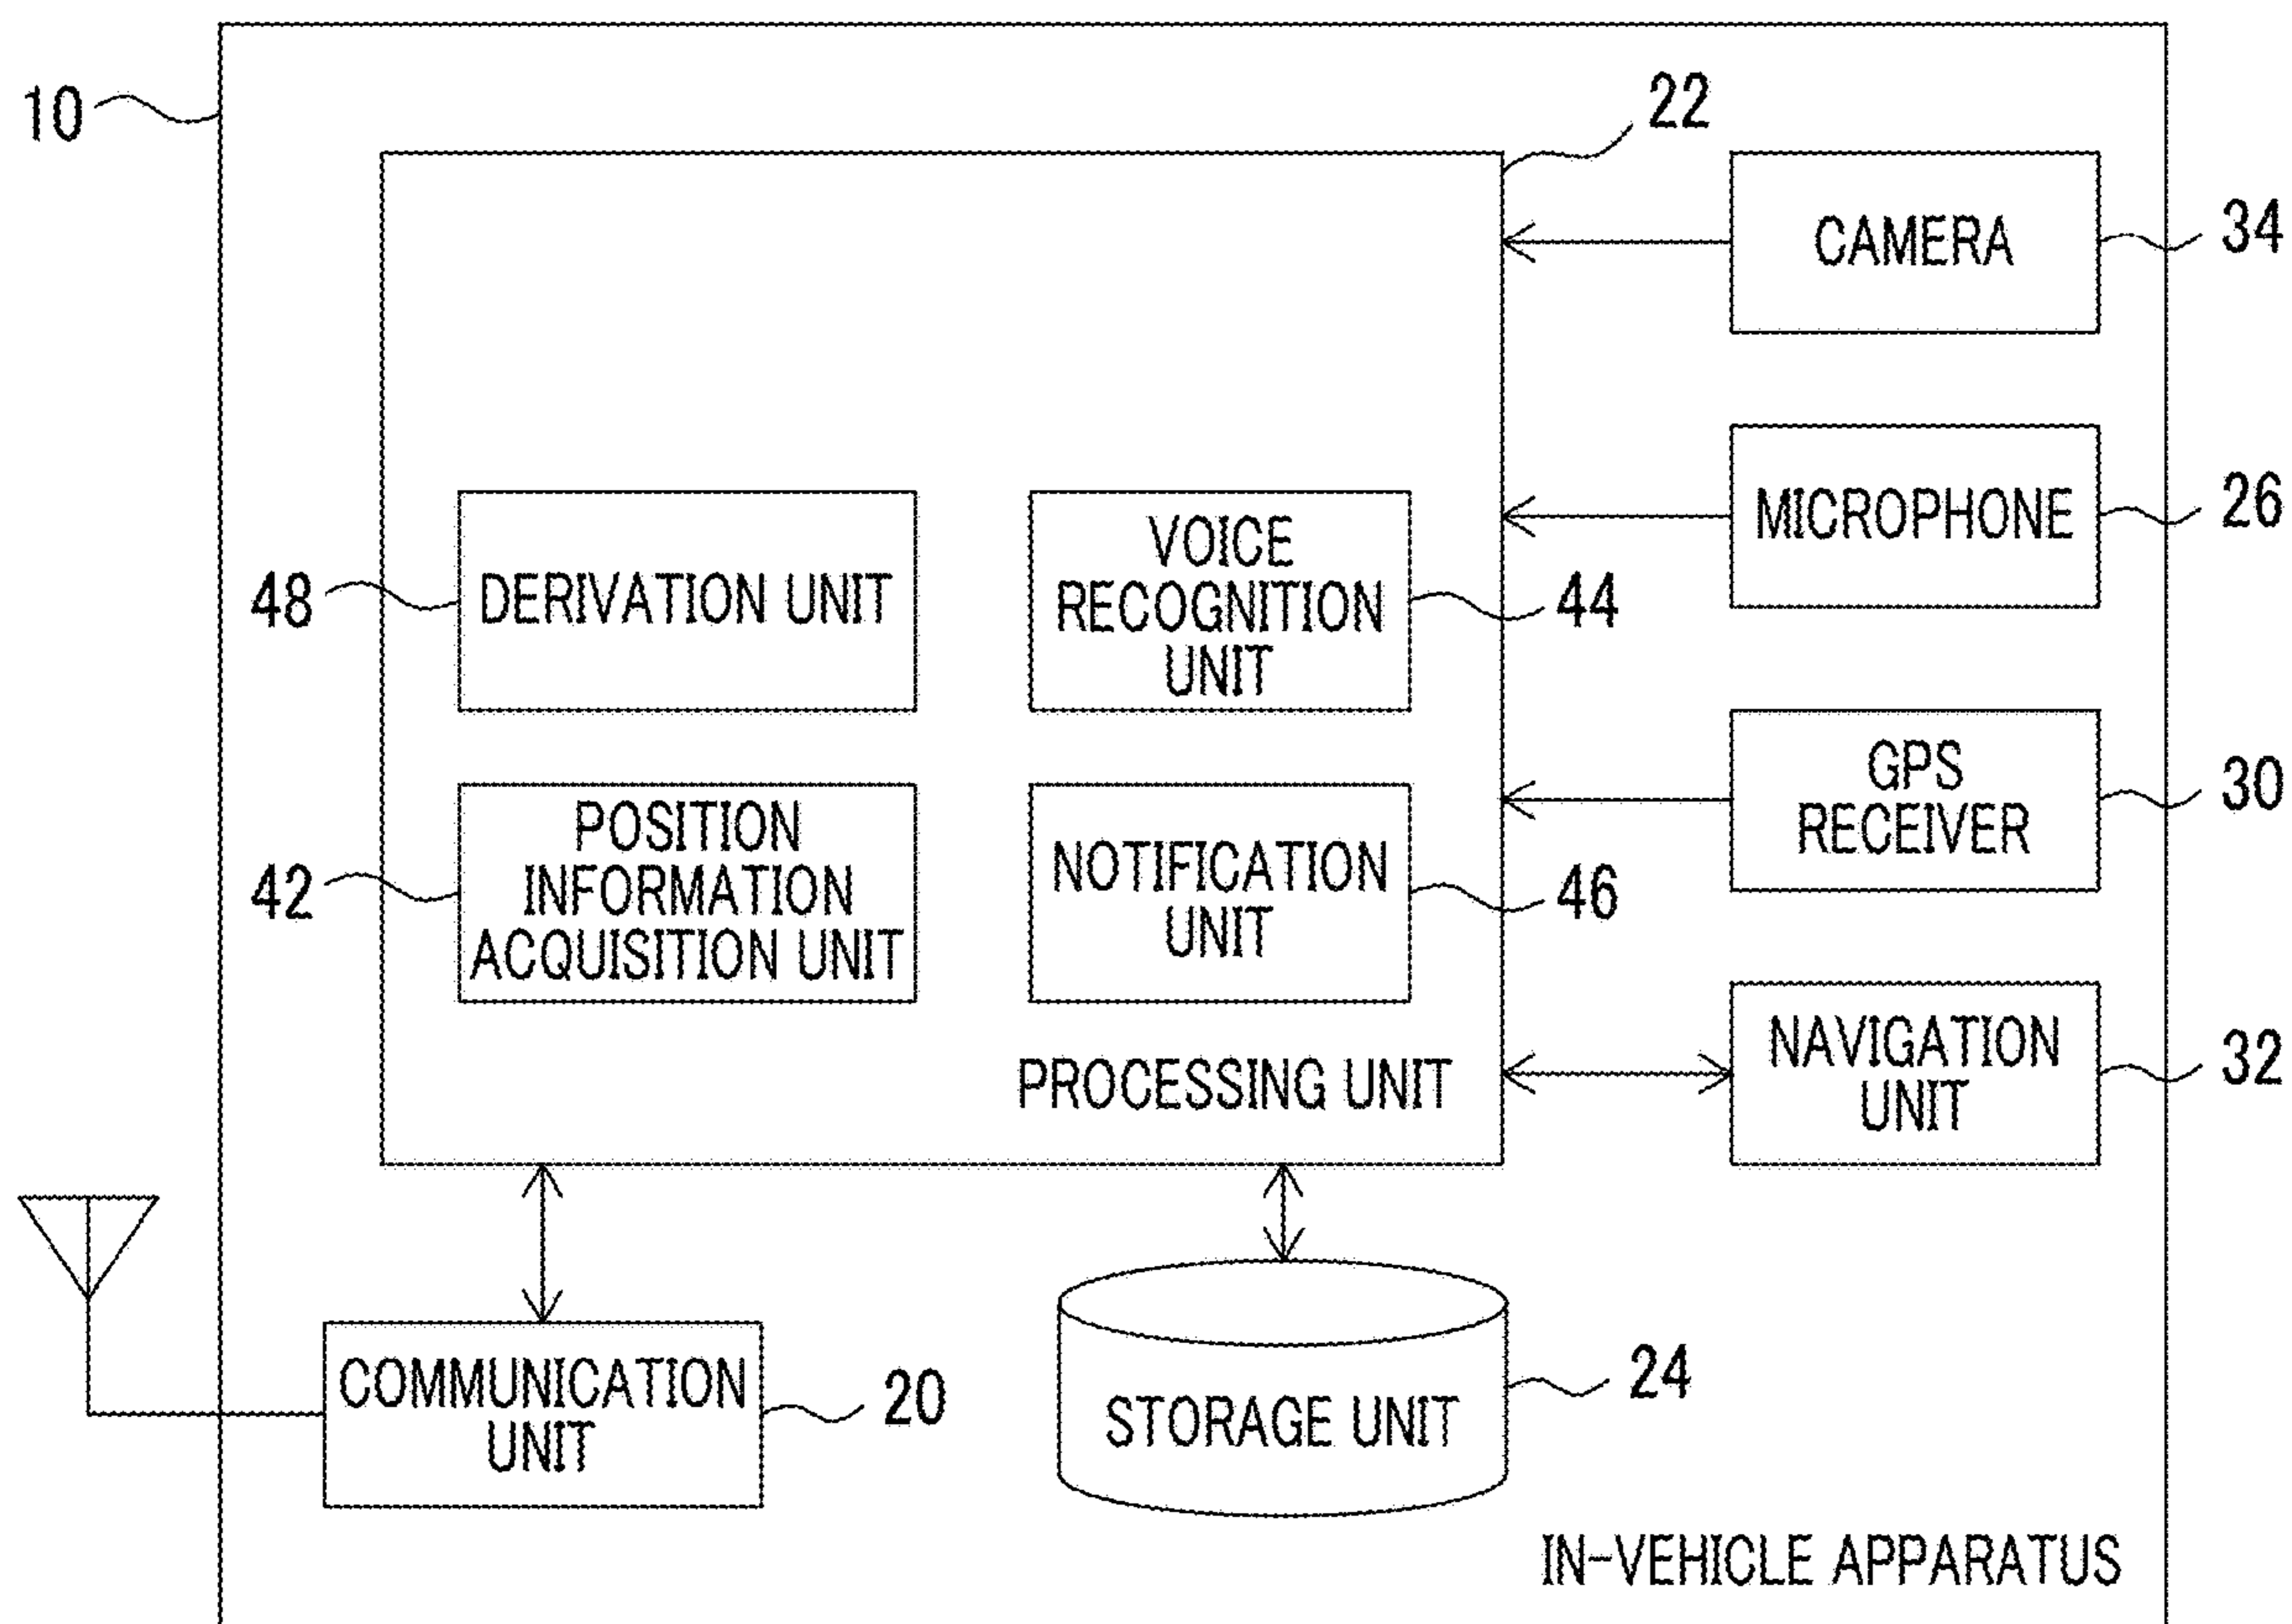 10
22
CAMERA
34
MICROPHONE
26
48
DERIVATION UNIT
VOICE
RECOGNITION
UNIT
44
GPS
RECEIVER
30
42
POSITION
INFORMATION
ACQUISITION UNIT
NOTIFICATION
UNIT
46
NAVIGATION
UNIT
32
PROCESSING UNIT
COMMUNICATION
UNIT
20
STORAGE UNIT
24
IN-VEHICLE APPARATUS